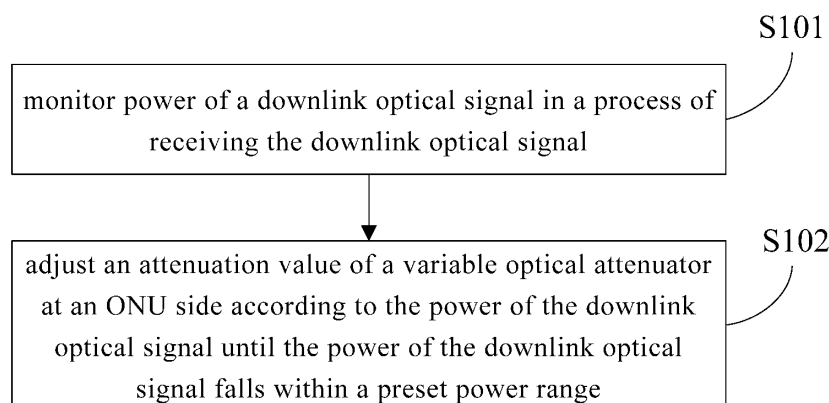 S101
monitor power of a downlink optical signal in a process of
receiving the downlink optical signal
S102
adjust an attenuation value of a variable optical attenuator
at an ONU side according to the power of the downlink
optical signal until the power of the downlink optical
signal falls within a preset power range